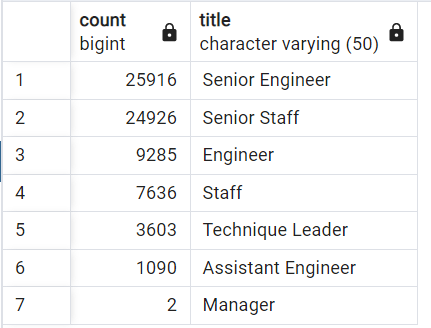 count title
bigint character varying (50)
1 25916 Senior Engineer
2 24926 Senior Staff
3 9285 Engineer
4 7636 Staff
5 3603 Technique Leader
6 1090 Assistant Engineer
7 2 Manager